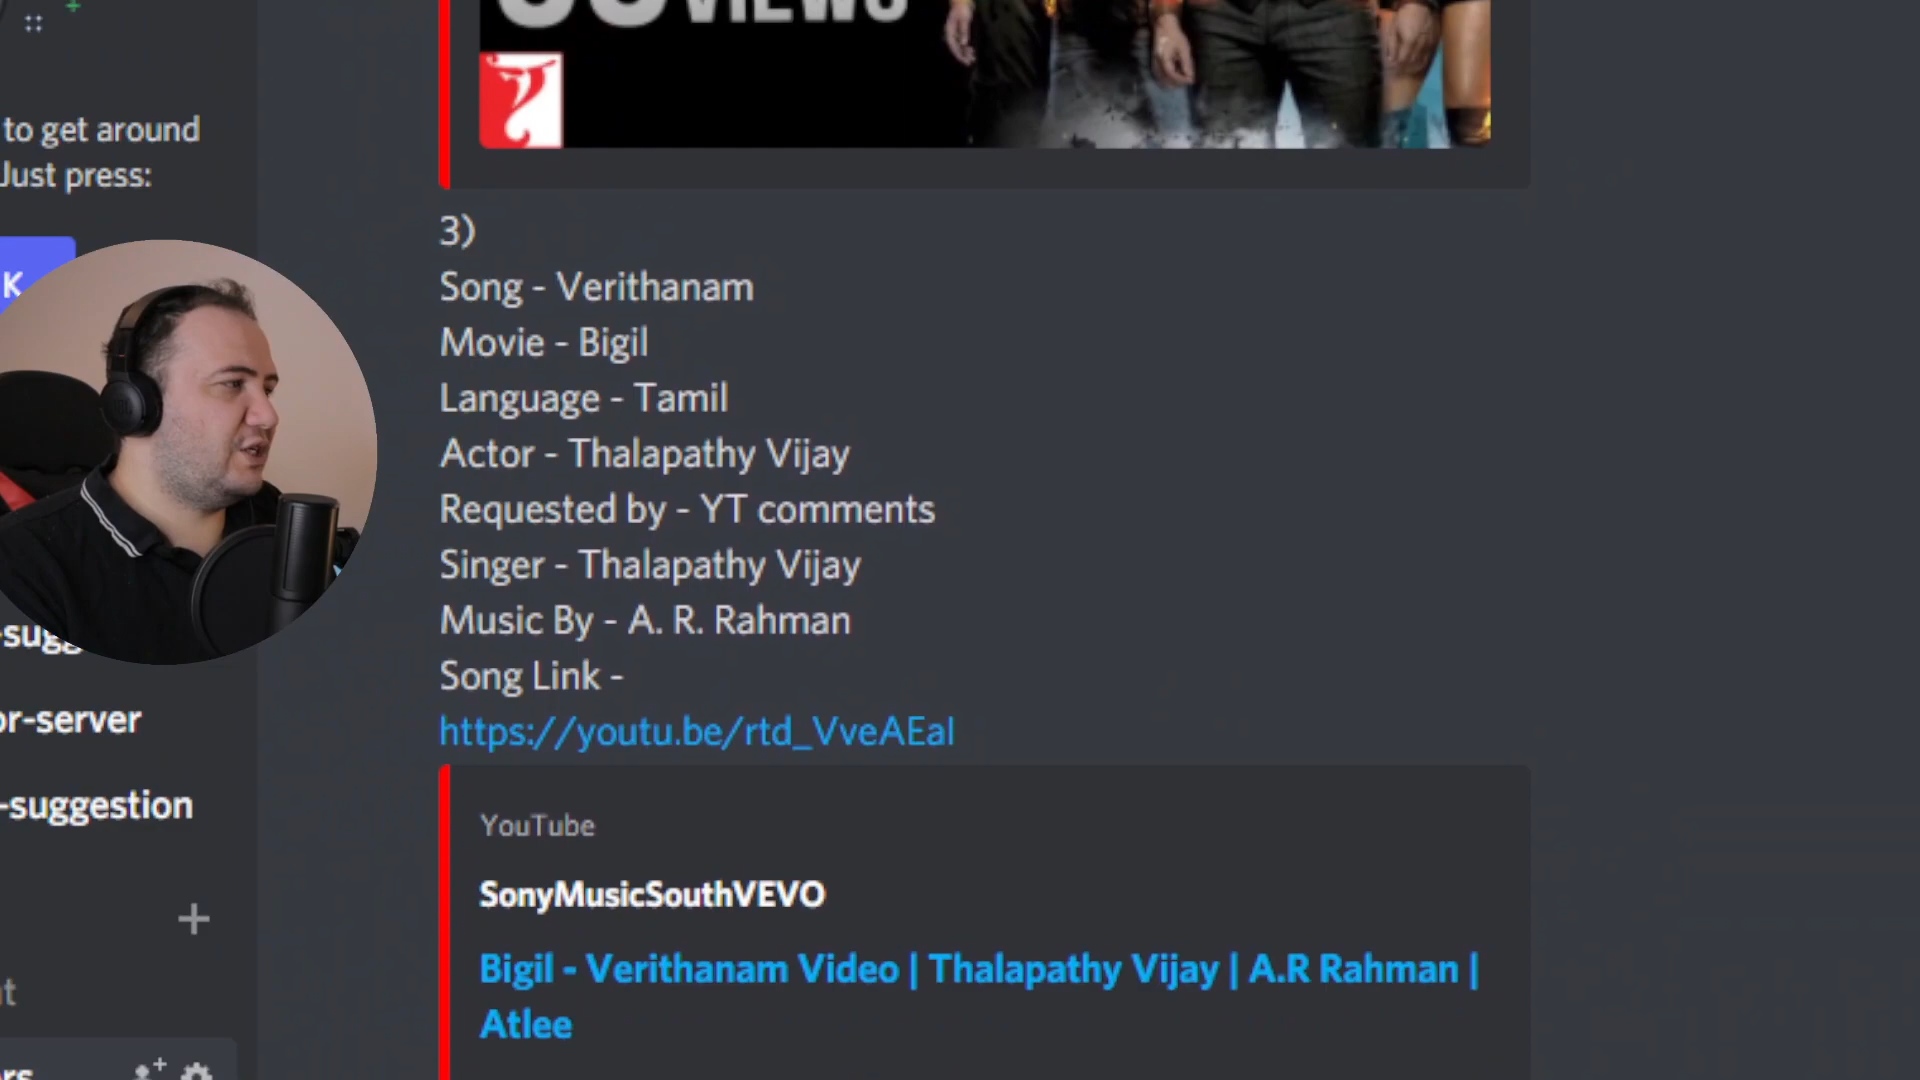 VIEWS
to get around
Just press:
K
3)
Song - Verithanam
Movie - Bigil
Language - Tamil
Actor - Thalapathy Vijay
Requested by - YT comments
Singer - Thalapathy Vijay
Music By - A. R. Rahman
Song Link -
https://youtu.be/rtd_VveAEaI
-sugg
or-server
-suggestion
YouTube
SonyMusicSouthVEVO
Bigil - Verithanam Video | Thalapathy Vijay | A.R Rahman |
Atlee